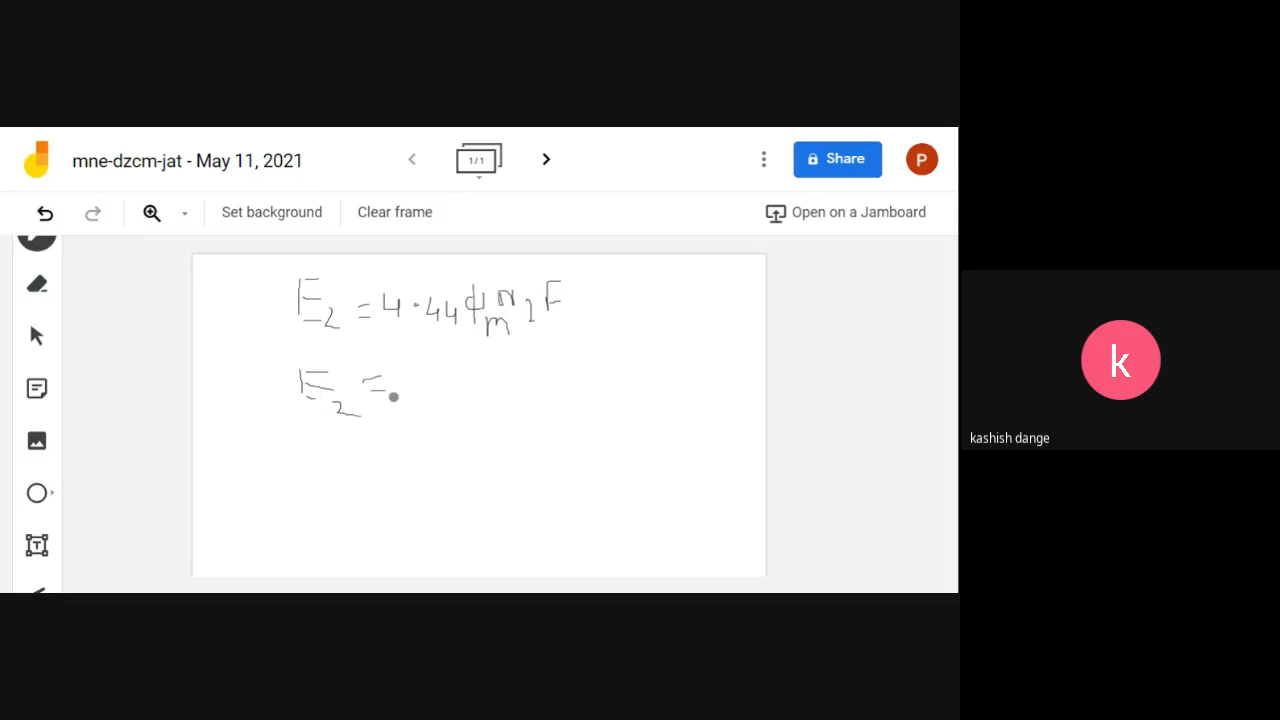 mne-dzcm-jat - May 11, 2021
1/1
Share
P
Set background
Clear frame
Open on a Jamboard
E₂ = 4.44 ϕm N₂ F
E₂ =
T
k
kashish dange